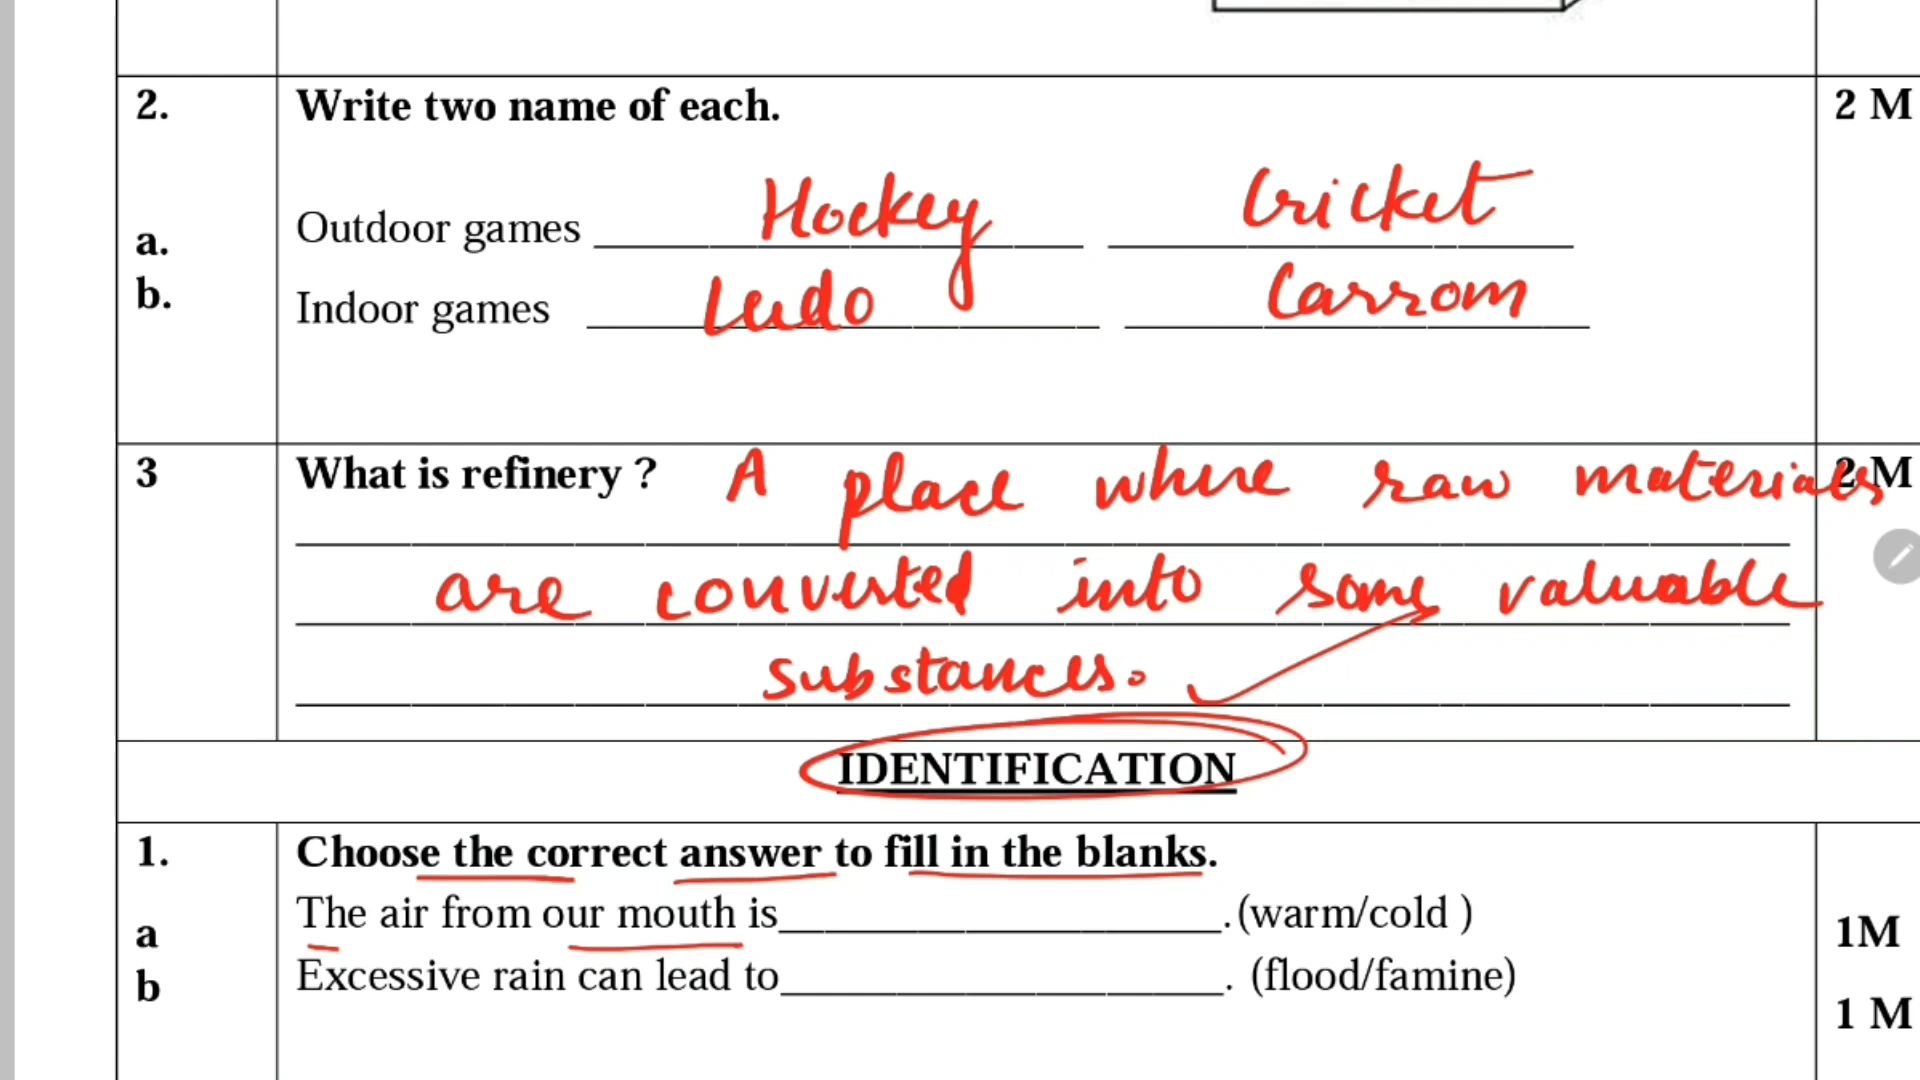 2. Write two name of each. 2 M
a. Outdoor games Hockey Cricket
b. Indoor games Ludo Carrom
3 What is refinery ? A place where raw materials 2 M
are converted into some valuable
substances.
IDENTIFICATION
1. Choose the correct answer to fill in the blanks.
a The air from our mouth is____________________.(warm/cold ) 1M
b Excessive rain can lead to____________________. (flood/famine) 1 M